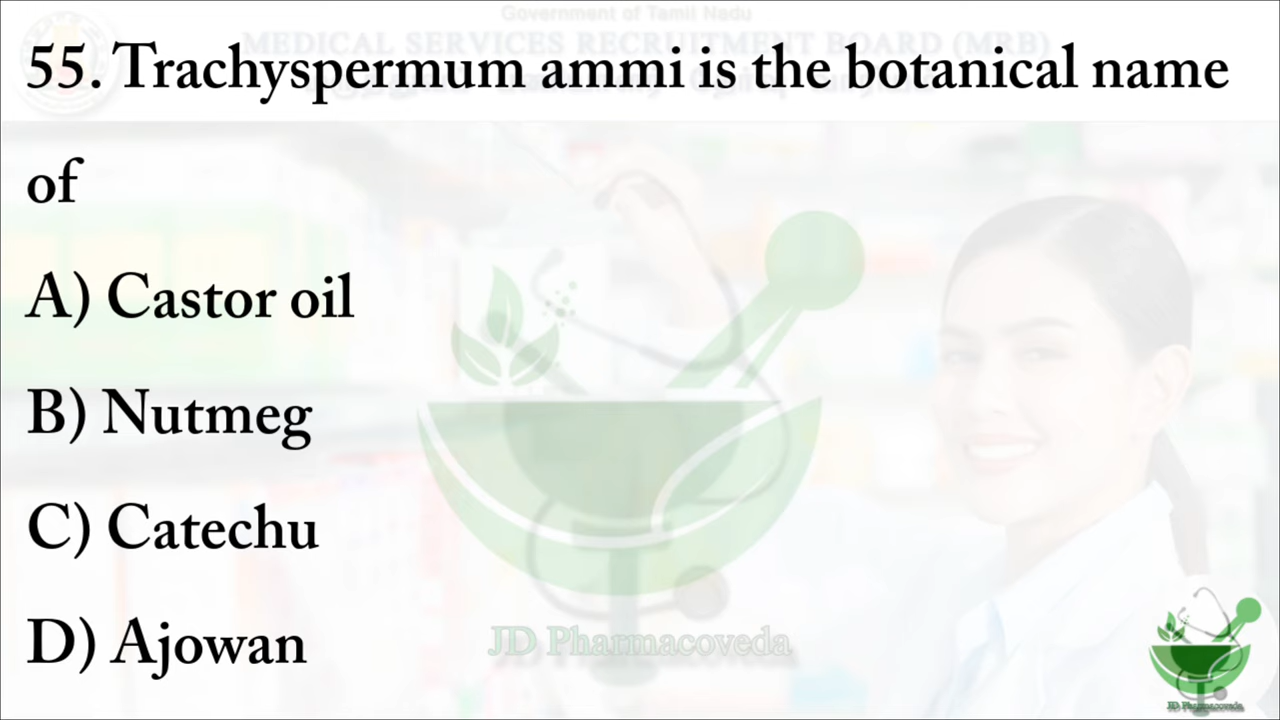 Government of Tamil Nadu
MEDICAL SERVICES RECRUITMENT BOARD (MRB)
55. Trachyspermum ammi is the botanical name
of
A) Castor oil
B) Nutmeg
C) Catechu
D) Ajowan
JD Pharmacoveda
JD Pharmacoveda